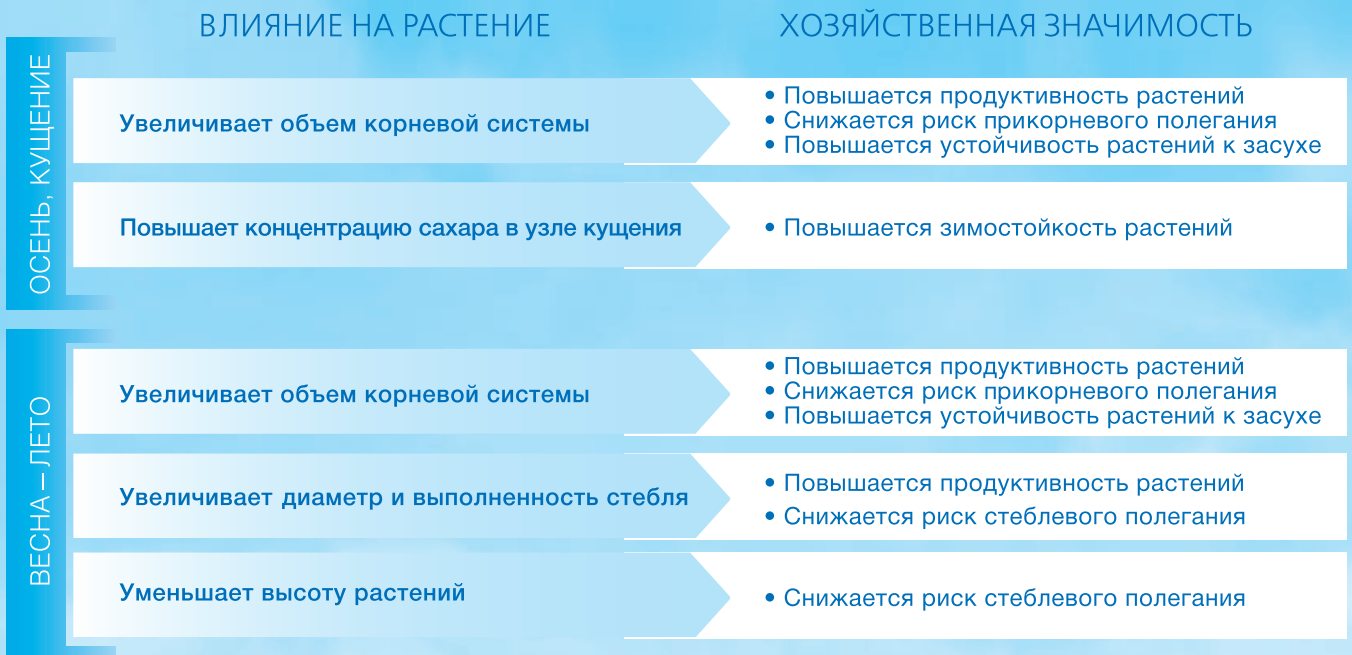 ВЛИЯНИЕ НА РАСТЕНИЕ
ХОЗЯЙСТВЕННАЯ ЗНАЧИМОСТЬ
ОСЕНЬ, КУЩЕНИЕ
Увеличивает объем корневой системы
• Повышается продуктивность растений
• Снижается риск прикорневого полегания
• Повышается устойчивость растений к засухе
Повышает концентрацию сахара в узле кущения
• Повышается зимостойкость растений
ВЕСНА – ЛЕТО
Увеличивает объем корневой системы
• Повышается продуктивность растений
• Снижается риск прикорневого полегания
• Повышается устойчивость растений к засухе
Увеличивает диаметр и выполненность стебля
• Повышается продуктивность растений
• Снижается риск стеблевого полегания
Уменьшает высоту растений
• Снижается риск стеблевого полегания